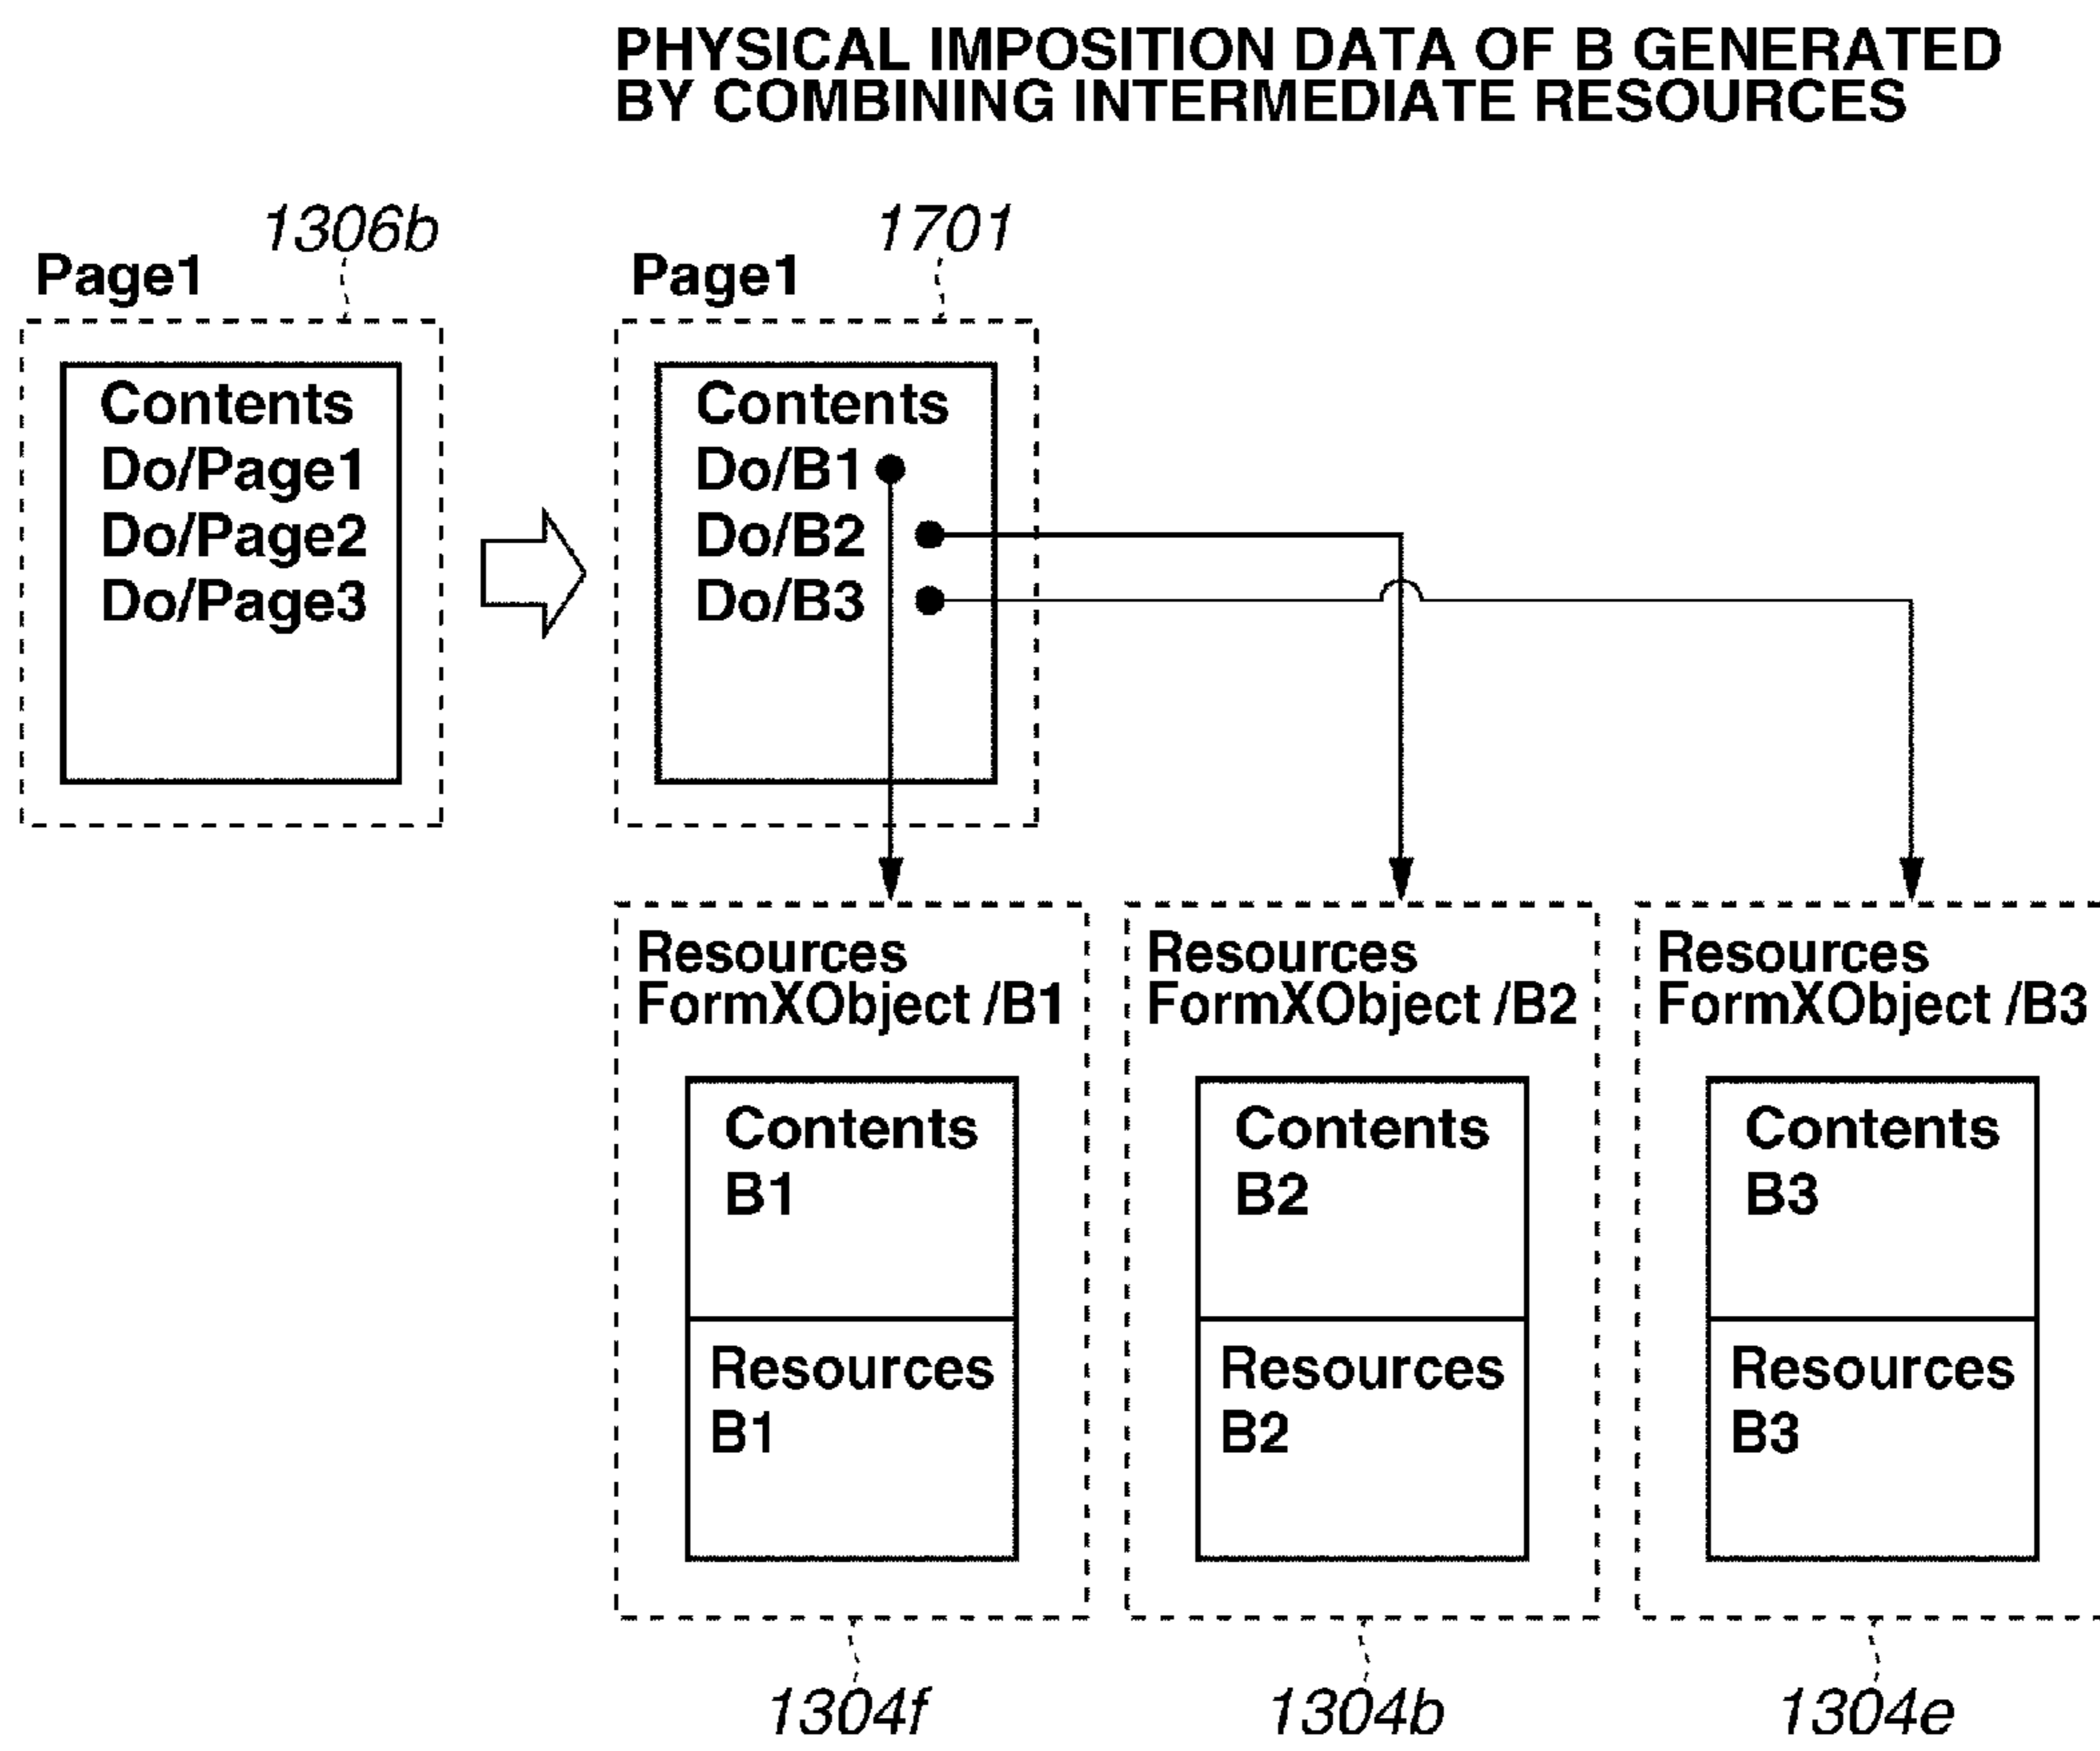 PHYSICAL IMPOSITION DATA OF B GENERATED
BY COMBINING INTERMEDIATE RESOURCES
1306b
Page1
Contents
Do/Page1
Do/Page2
Do/Page3
1701
Page1
Contents
Do/B1
Do/B2
Do/B3
Resources
FormXObject /B1
Contents
B1
Resources
B1
1304f
Resources
FormXObject /B2
Contents
B2
Resources
B2
1304b
Resources
FormXObject /B3
Contents
B3
Resources
B3
1304e